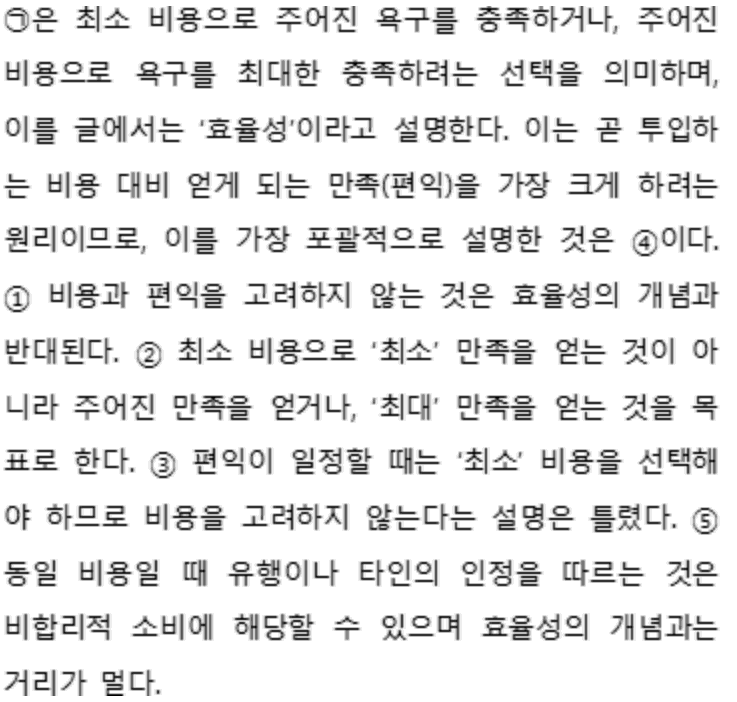 ㉠은 최소 비용으로 주어진 욕구를 충족하거나, 주어진
비용으로 욕구를 최대한 충족하려는 선택을 의미하며,
이를 글에서는 ‘효율성’이라고 설명한다. 이는 곧 투입하
는 비용 대비 얻게 되는 만족(편익)을 가장 크게 하려는
원리이므로, 이를 가장 포괄적으로 설명한 것은 ④이다.
① 비용과 편익을 고려하지 않는 것은 효율성의 개념과
반대된다. ② 최소 비용으로 ‘최소’ 만족을 얻는 것이 아
니라 주어진 만족을 얻거나, ‘최대’ 만족을 얻는 것을 목
표로 한다. ③ 편익이 일정할 때는 ‘최소’ 비용을 선택해
야 하므로 비용을 고려하지 않는다는 설명은 틀렸다. ⑤
동일 비용일 때 유행이나 타인의 인정을 따르는 것은
비합리적 소비에 해당할 수 있으며 효율성의 개념과는
거리가 멀다.